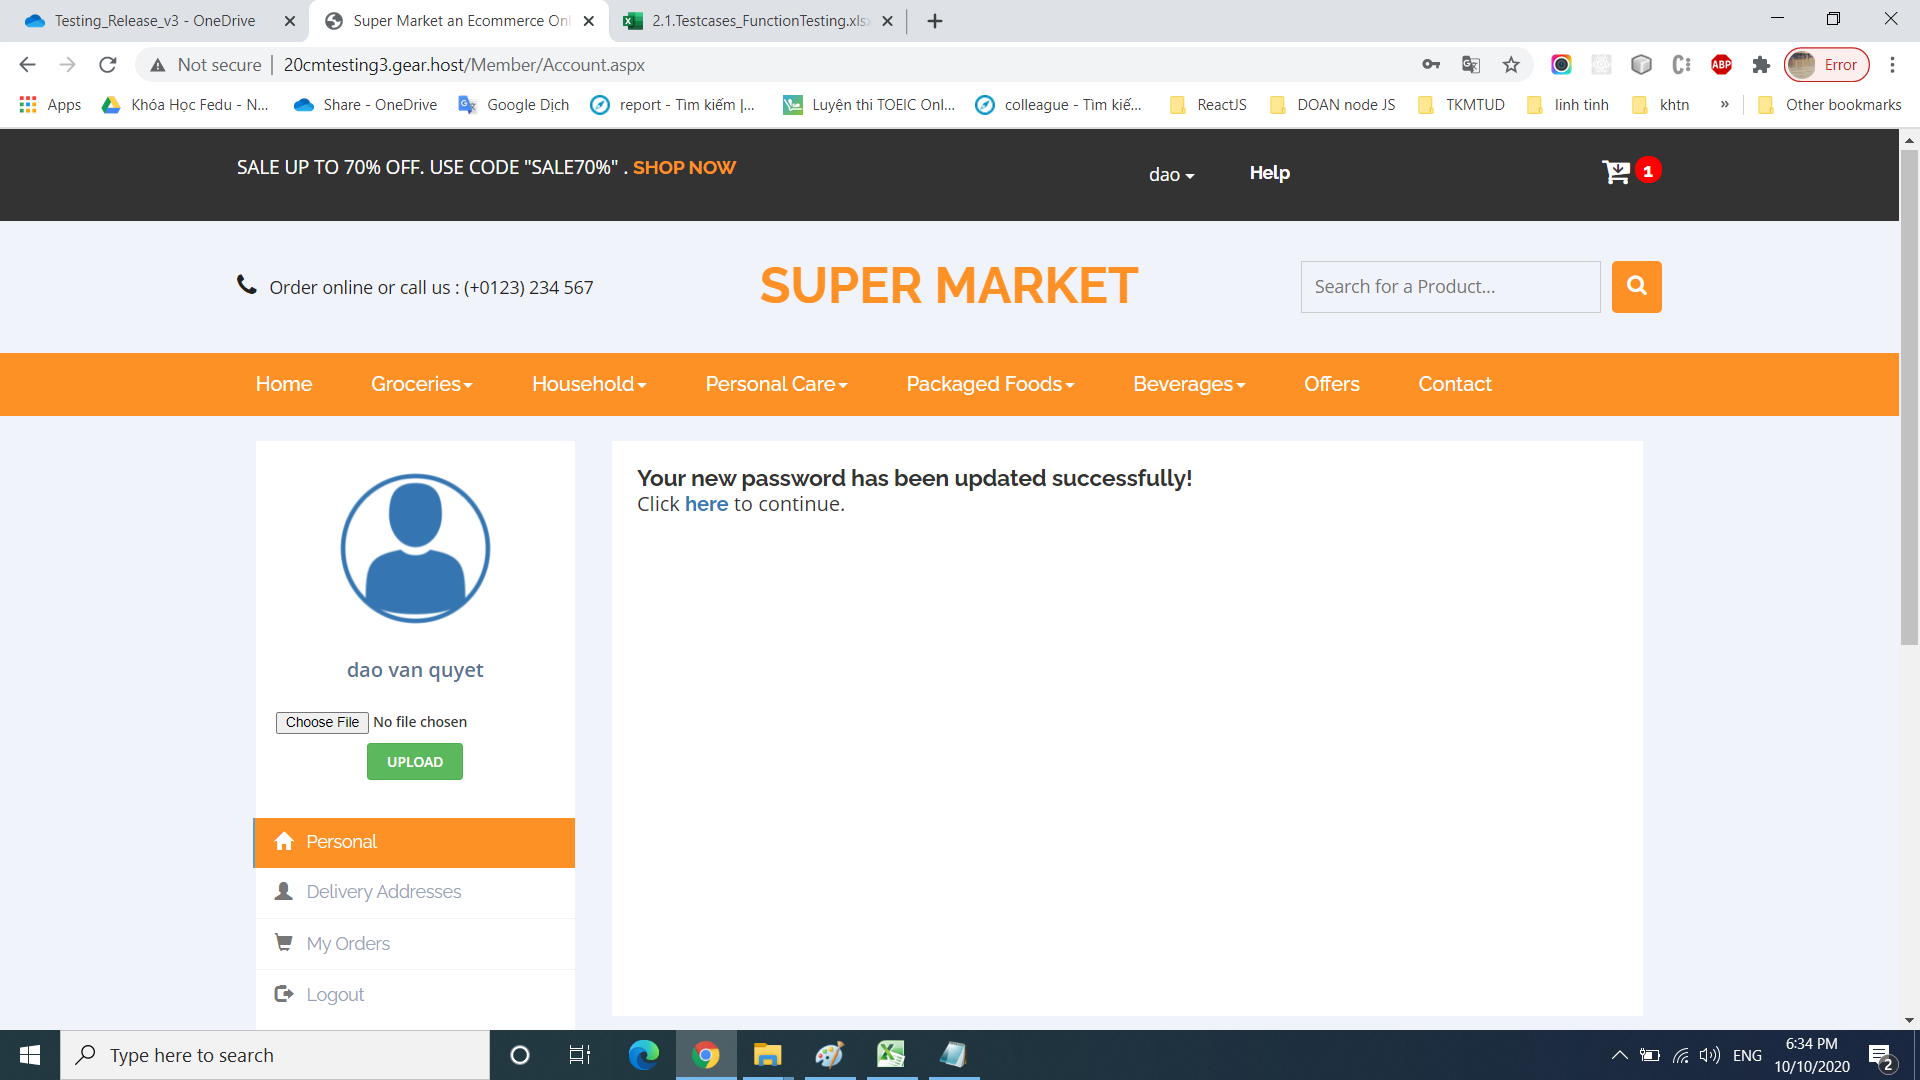 Testing_Release_v3 - OneDrive
Super Market an Ecommerce Onl
2.1.Testcases_FunctionTesting.xlsx
Not secure
20cmtesting3.gear.host/Member/Account.aspx
ABP
Error
Apps
Khóa Học Fedu - N...
Share - OneDrive
Google Dịch
report - Tìm kiếm |...
Luyện thi TOEIC Onl...
colleague - Tìm kiế...
ReactJS
DOAN node JS
TKMTUD
linh tinh
khtn
»
Other bookmarks
SALE UP TO 70% OFF. USE CODE "SALE70%" . SHOP NOW
dao
Help
1
Order online or call us : (+0123) 234 567
SUPER MARKET
Search for a Product...
Home
Groceries
Household
Personal Care
Packaged Foods
Beverages
Offers
Contact
Your new password has been updated successfully!
Click here to continue.
dao van quyet
Choose File No file chosen
UPLOAD
Personal
Delivery Addresses
My Orders
Logout
Type here to search
ENG
6:34 PM
10/10/2020
2